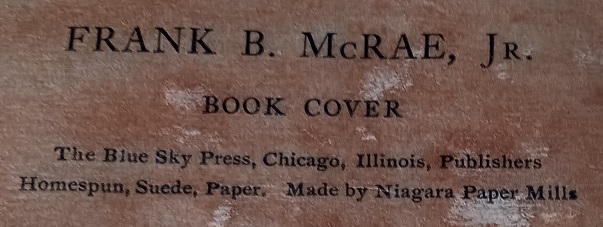 FRANK B. McRAE, Jr.
BOOK COVER
The Blue Sky Press, Chicago, Illinois, Publishers
Homespun, Suede, Paper. Made by Niagara Paper Mills